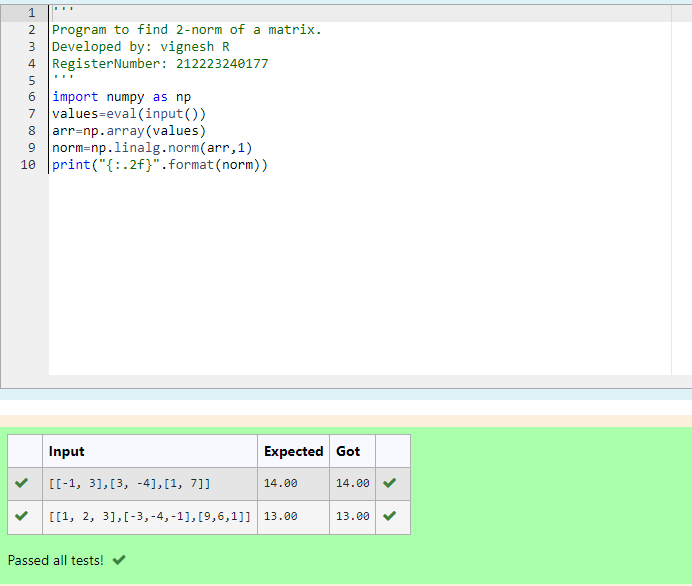 1 '''
2 Program to find 2-norm of a matrix.
3 Developed by: vignesh R
4 RegisterNumber: 212223240177
5 '''
6 import numpy as np
7 values=eval(input())
8 arr=np.array(values)
9 norm=np.linalg.norm(arr,1)
10 print("{:.2f}".format(norm))
Input Expected Got
[[-1, 3],[3, -4],[1, 7]] 14.00 14.00
[[1, 2, 3],[-3,-4,-1],[9,6,1]] 13.00 13.00
Passed all tests!